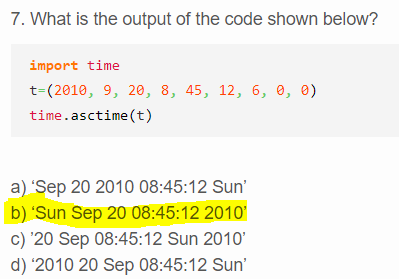 7. What is the output of the code shown below?
import time
t=(2010, 9, 20, 8, 45, 12, 6, 0, 0)
time.asctime(t)
a) ‘Sep 20 2010 08:45:12 Sun’
b) ‘Sun Sep 20 08:45:12 2010’
c) ’20 Sep 08:45:12 Sun 2010’
d) ‘2010 20 Sep 08:45:12 Sun’